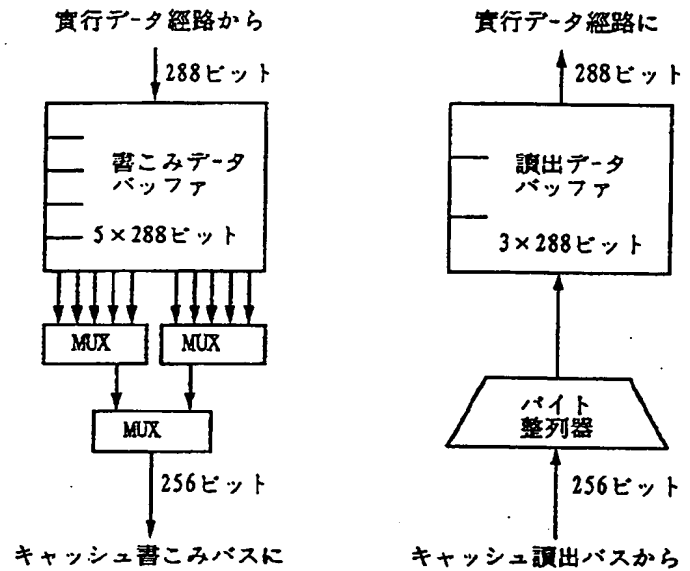 實行データ經路から
288ビット
書こみデータ
バッファ
5×288ビット
MUX
MUX
MUX
256ビット
キャッシュ書こみバスに
實行データ經路に
288ビット
讀出データ
バッファ
3×288ビット
バイト
整列器
256ビット
キャッシュ讀出バスから